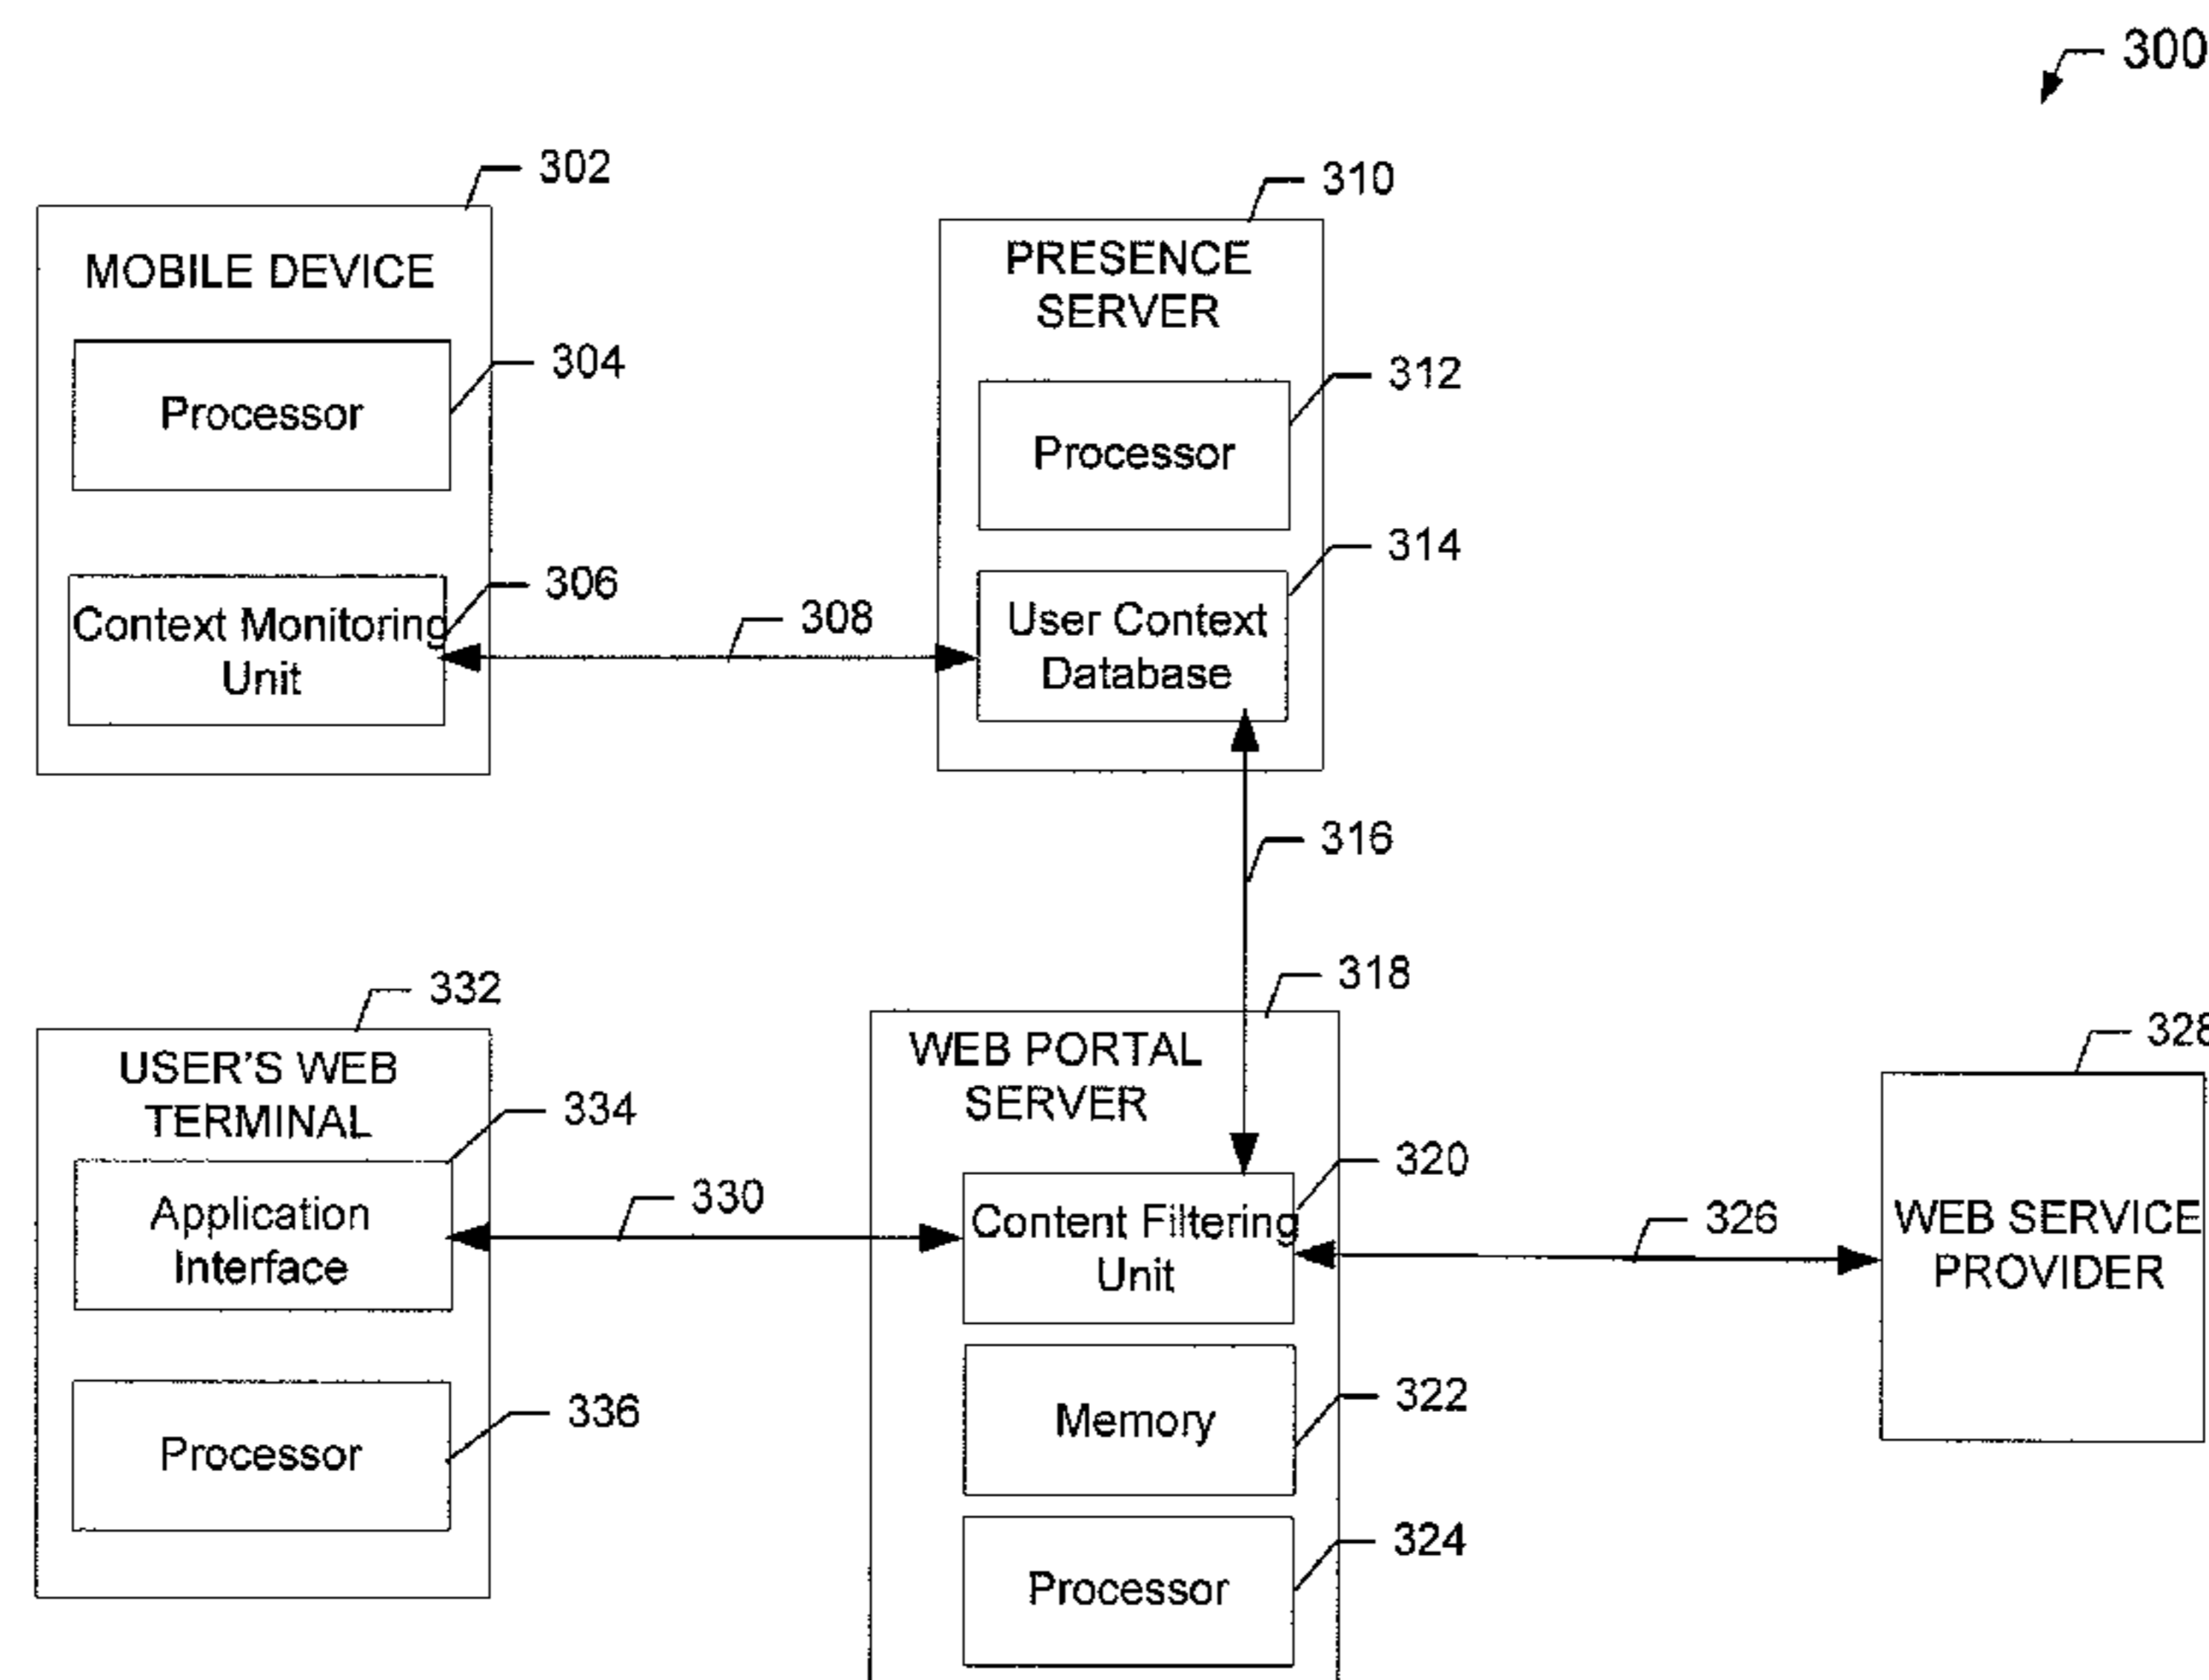 300
302
MOBILE DEVICE
Processor
304
Context Monitoring
Unit
306
308
310
PRESENCE
SERVER
Processor
312
User Context
Database
314
316
332
USER'S WEB
TERMINAL
Application
Interface
334
Processor
336
330
318
WEB PORTAL
SERVER
Content Filtering
Unit
320
Memory
322
Processor
324
326
328
WEB SERVICE
PROVIDER